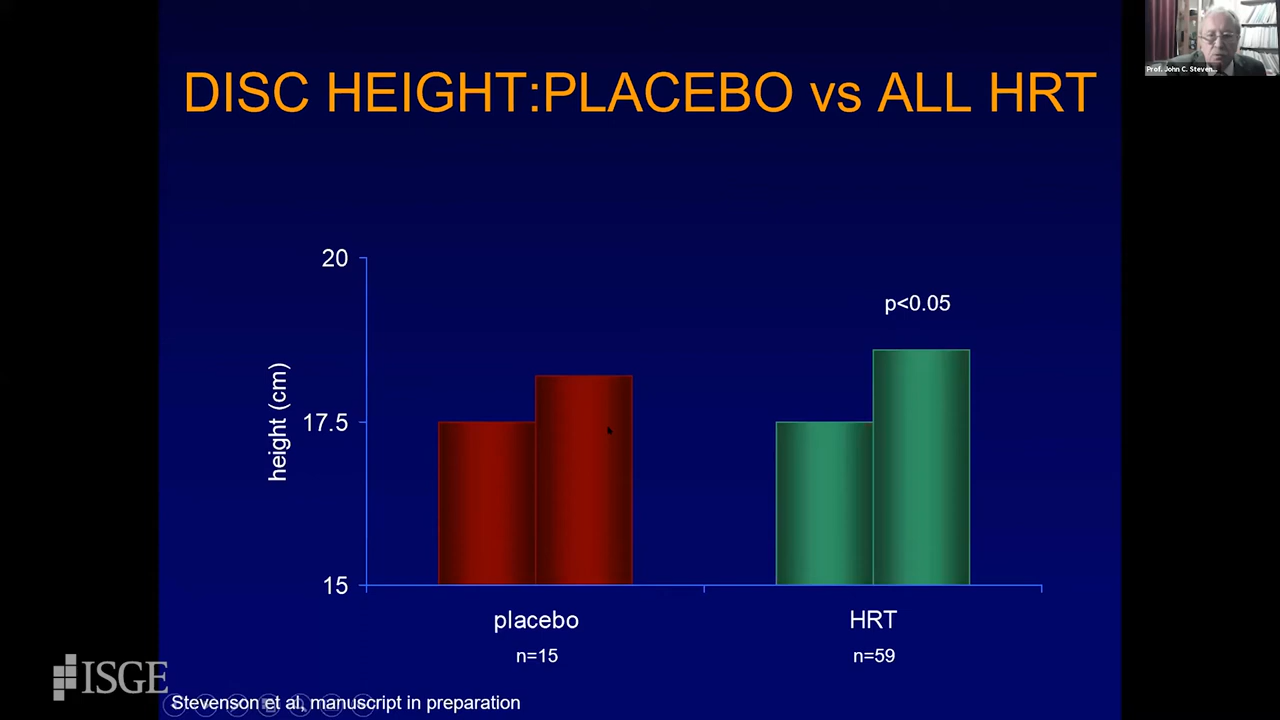 Prof. John C. Steven...
DISC HEIGHT:PLACEBO vs ALL HRT
20
p<0.05
height (cm)
17.5
15
placebo
HRT
n=15
n=59
ISGE
Stevenson et al, manuscript in preparation